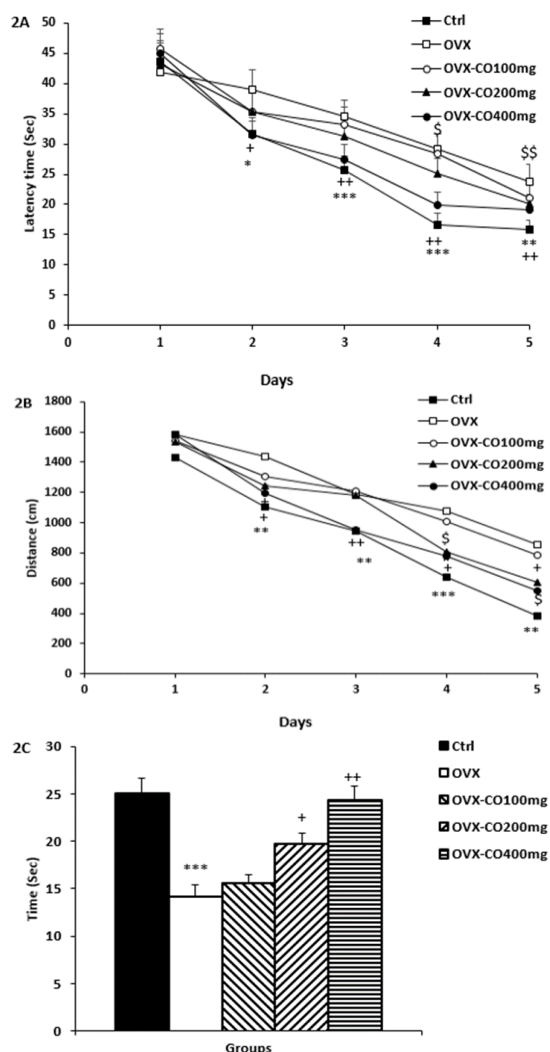 2A
50
45
40
35
30
25
20
15
10
5
0
Latency time (Sec)
Ctrl
OVX
OVX-CO100mg
OVX-CO200mg
OVX-CO400mg
$
$$
+
*
++
***
++
***
**
++
0 1 2 3 4 5
Days
2B
1800
1600
1400
1200
1000
800
600
400
200
0
Distance (cm)
Ctrl
OVX
OVX-CO100mg
OVX-CO200mg
OVX-CO400mg
+
+
**
++
**
$
+
***
+
$
**
0 1 2 3 4 5
Days
2C
30
25
20
15
10
5
0
Time (Sec)
***
+
++
Ctrl
OVX
OVX-CO100mg
OVX-CO200mg
OVX-CO400mg
Groups